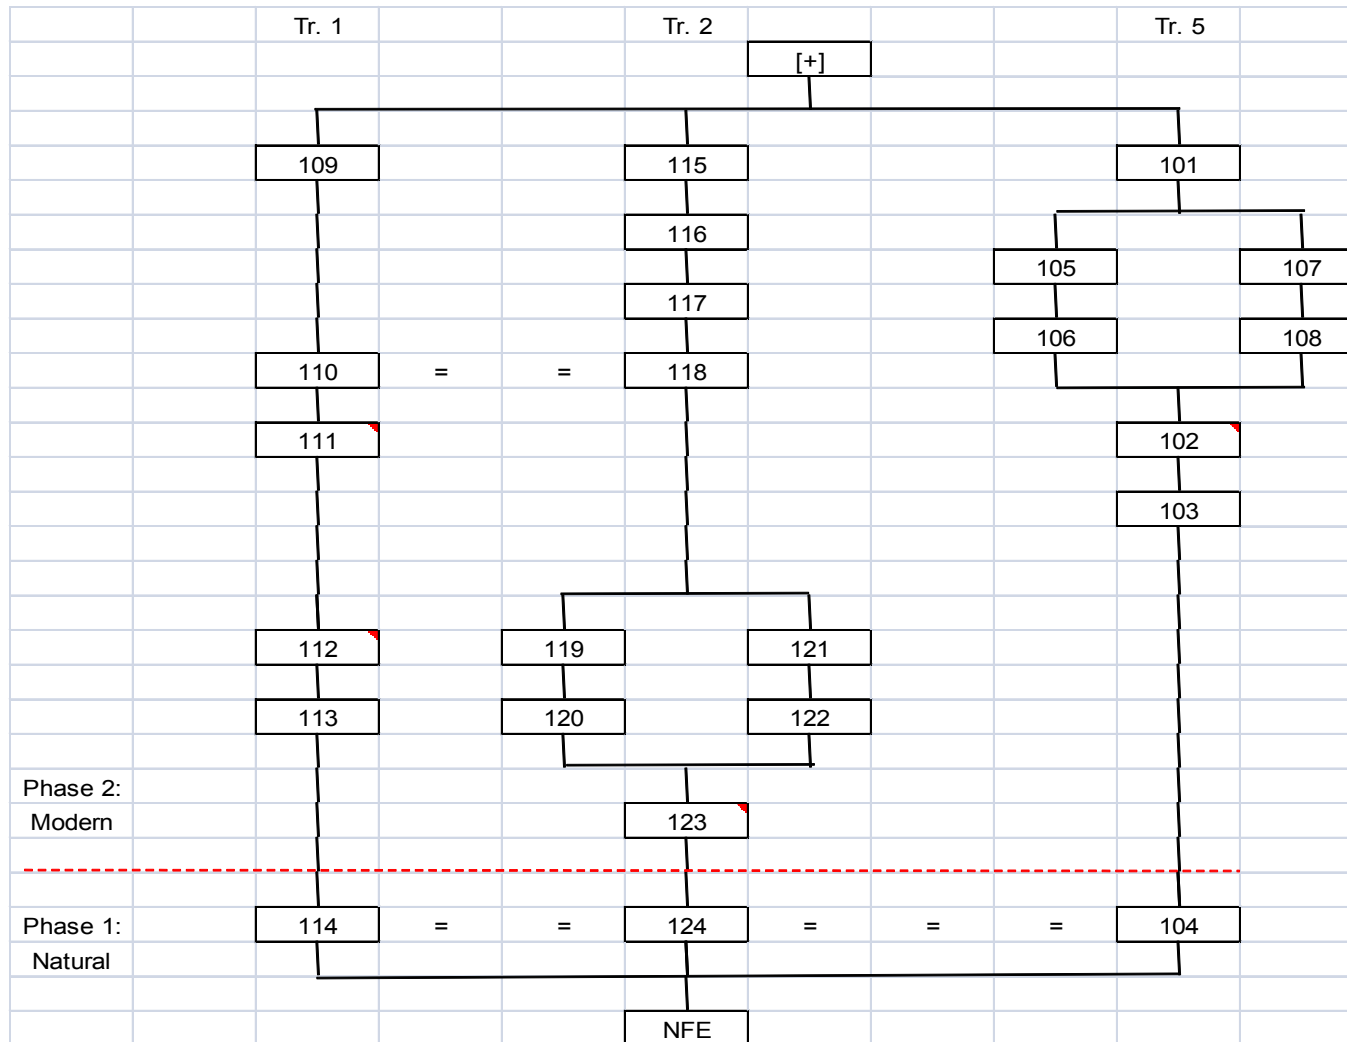 Tr. 1 Tr. 2 Tr. 5
[+]
109 115 101
116
105 107
117
106 108
110 = = 118
111 102
103
112 119 121
113 120 122
Phase 2:
Modern 123
Phase 1: 114 = = 124 = = = 104
Natural
NFE